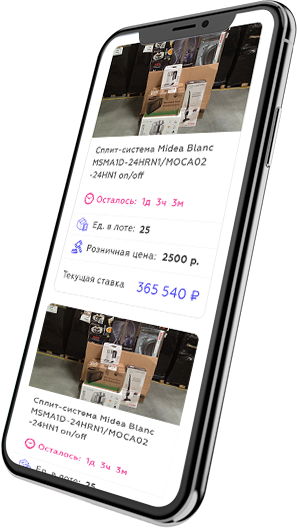 Сплит-система Midea Blanc
MSMA1D-24HRN1/MOCA02
-24HN1 on/off
Осталось: 1д 3ч 3м
Ед. в лоте: 25
Розничная цена: 2500 р.
Текущая ставка 365 540 ₽
Сплит-система Midea Blanc
MSMA1D-24HRN1/MOCA02
-24HN1 on/off
Осталось: 1д 3ч 3м
Ед. в лоте: 25